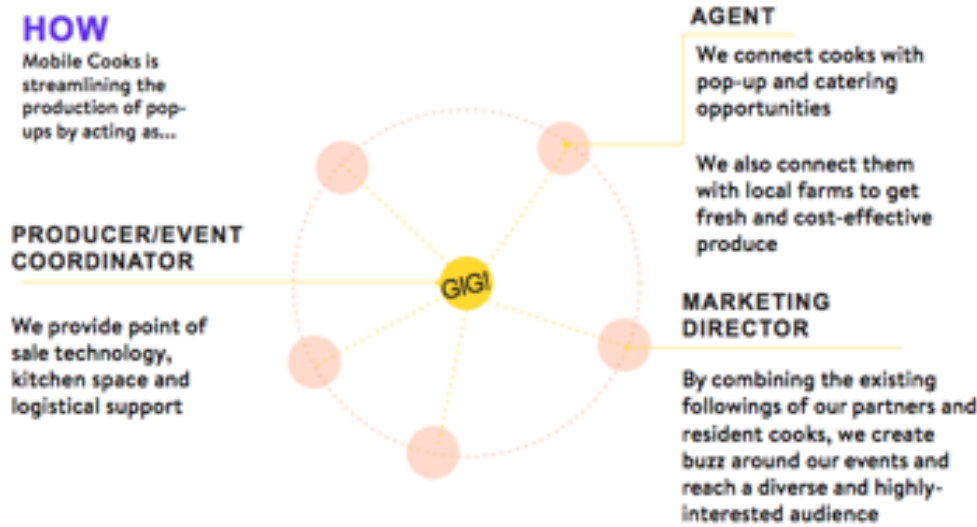 HOW
Mobile Cooks is
streamlining the
production of pop-
ups by acting as...
AGENT
We connect cooks with
pop-up and catering
opportunities
We also connect them
with local farms to get
fresh and cost-effective
produce
PRODUCER/EVENT
COORDINATOR
We provide point of
sale technology,
kitchen space and
logistical support
GIGI
MARKETING
DIRECTOR
By combining the existing
followings of our partners and
resident cooks, we create
buzz around our events and
reach a diverse and highly-
interested audience